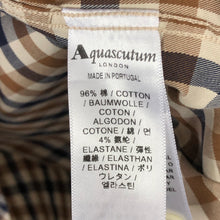 Aquascutum
LONDON
MADE IN PORTUGAL
96% 棉 / COTTON
/ BAUMWOLLE /
COTON /
ALGODON /
COTONE / 綿 / 면
4% 氨纶 /
ELASTANE / 彈性
纖維 / ELASTHAN
/ ELASTINA / ポリ
ウレタン /
엘라스틴